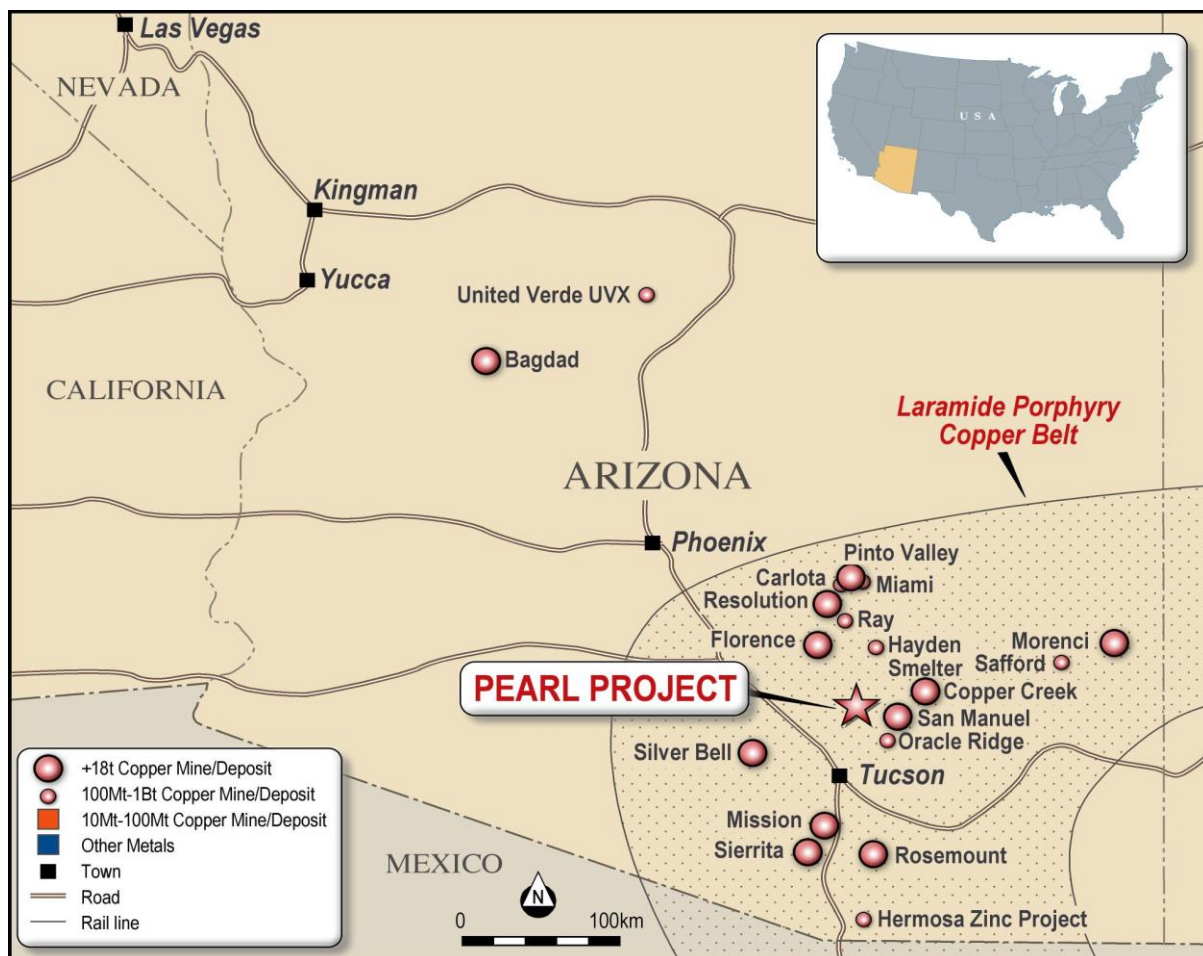 Las Vegas
NEVADA
USA
Kingman
Yucca
United Verde UVX
Bagdad
CALIFORNIA
Laramide Porphyry
Copper Belt
ARIZONA
Phoenix
Pinto Valley
Carlota
Miami
Resolution
Ray
Florence
Hayden
Smelter
Morenci
Safford
PEARL PROJECT
Copper Creek
San Manuel
Oracle Ridge
Silver Bell
Tucson
Mission
Sierrita
Rosemount
MEXICO
Hermosa Zinc Project
N
0 100km
+18t Copper Mine/Deposit
100Mt-1Bt Copper Mine/Deposit
10Mt-100Mt Copper Mine/Deposit
Other Metals
Town
Road
Rail line